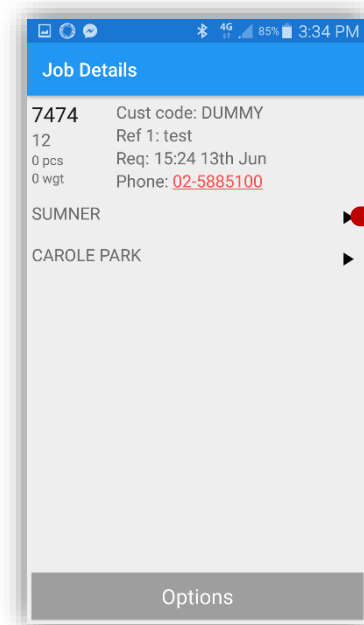 4G 85% 3:34 PM
Job Details
7474
12
0 pcs
0 wgt
Cust code: DUMMY
Ref 1: test
Req: 15:24 13th Jun
Phone: 02-5885100
SUMNER
CAROLE PARK
Options